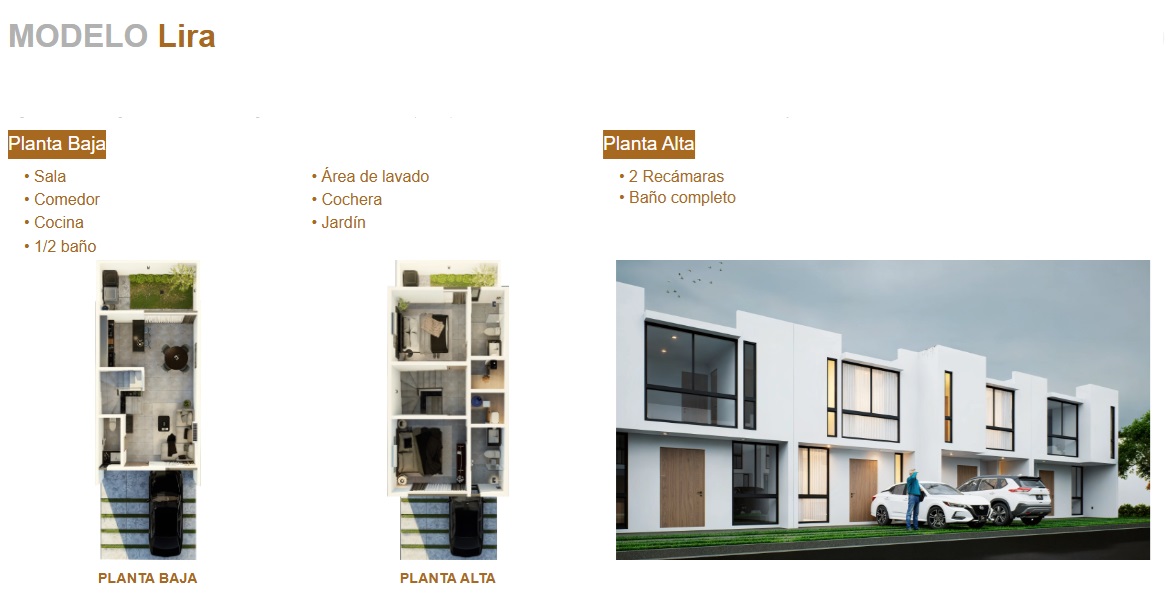 MODELO Lira
Planta Baja
• Sala
• Comedor
• Cocina
• 1/2 baño
• Área de lavado
• Cochera
• Jardín
Planta Alta
• 2 Recámaras
• Baño completo
PLANTA BAJA
PLANTA ALTA